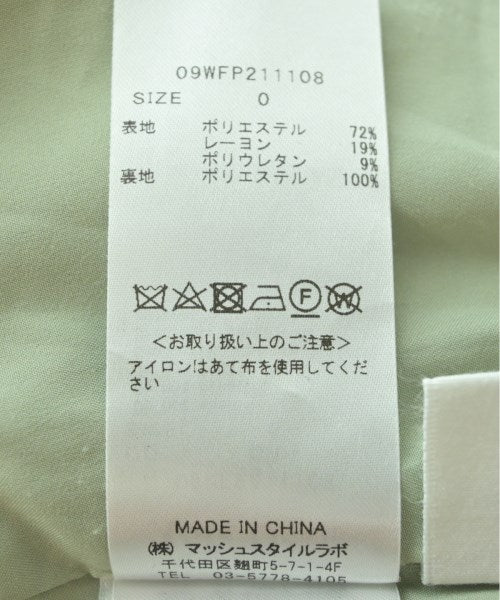 09WFP211108
SIZE 0
表地 ポリエステル 72%
レーヨン 19%
ポリウレタン 9%
裏地 ポリエステル 100%
F W
＜お取り扱い上のご注意＞
アイロンはあて布を使用してくだ
さい
MADE IN CHINA
(株) マッシュスタイルラボ
千代田区麹町5-7-1-4F
TEL 03-5778-4105